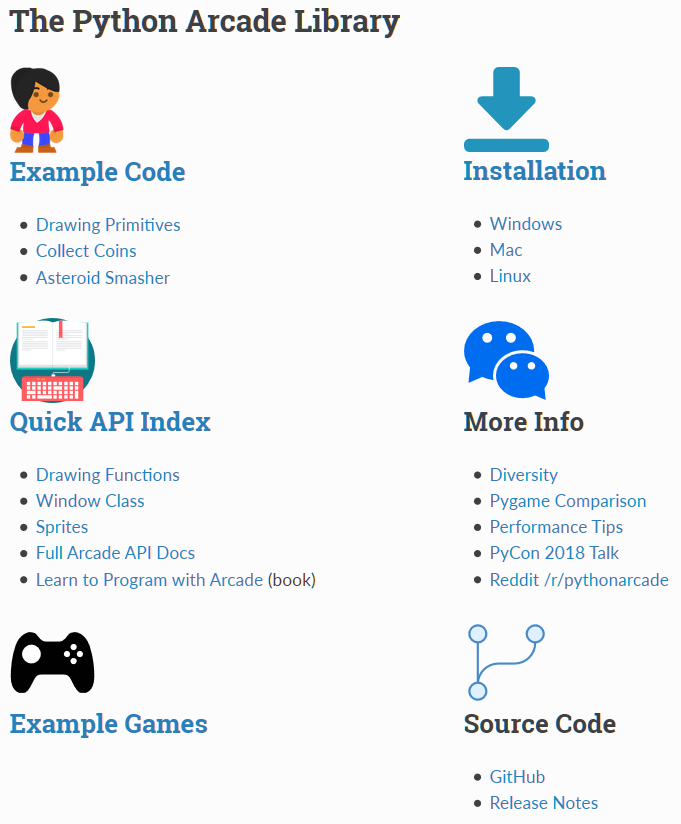 The Python Arcade Library
Example Code
Drawing Primitives
Collect Coins
Asteroid Smasher
Installation
Windows
Mac
Linux
Quick API Index
Drawing Functions
Window Class
Sprites
Full Arcade API Docs
Learn to Program with Arcade (book)
More Info
Diversity
Pygame Comparison
Performance Tips
PyCon 2018 Talk
Reddit /r/pythonarcade
Example Games
Source Code
GitHub
Release Notes